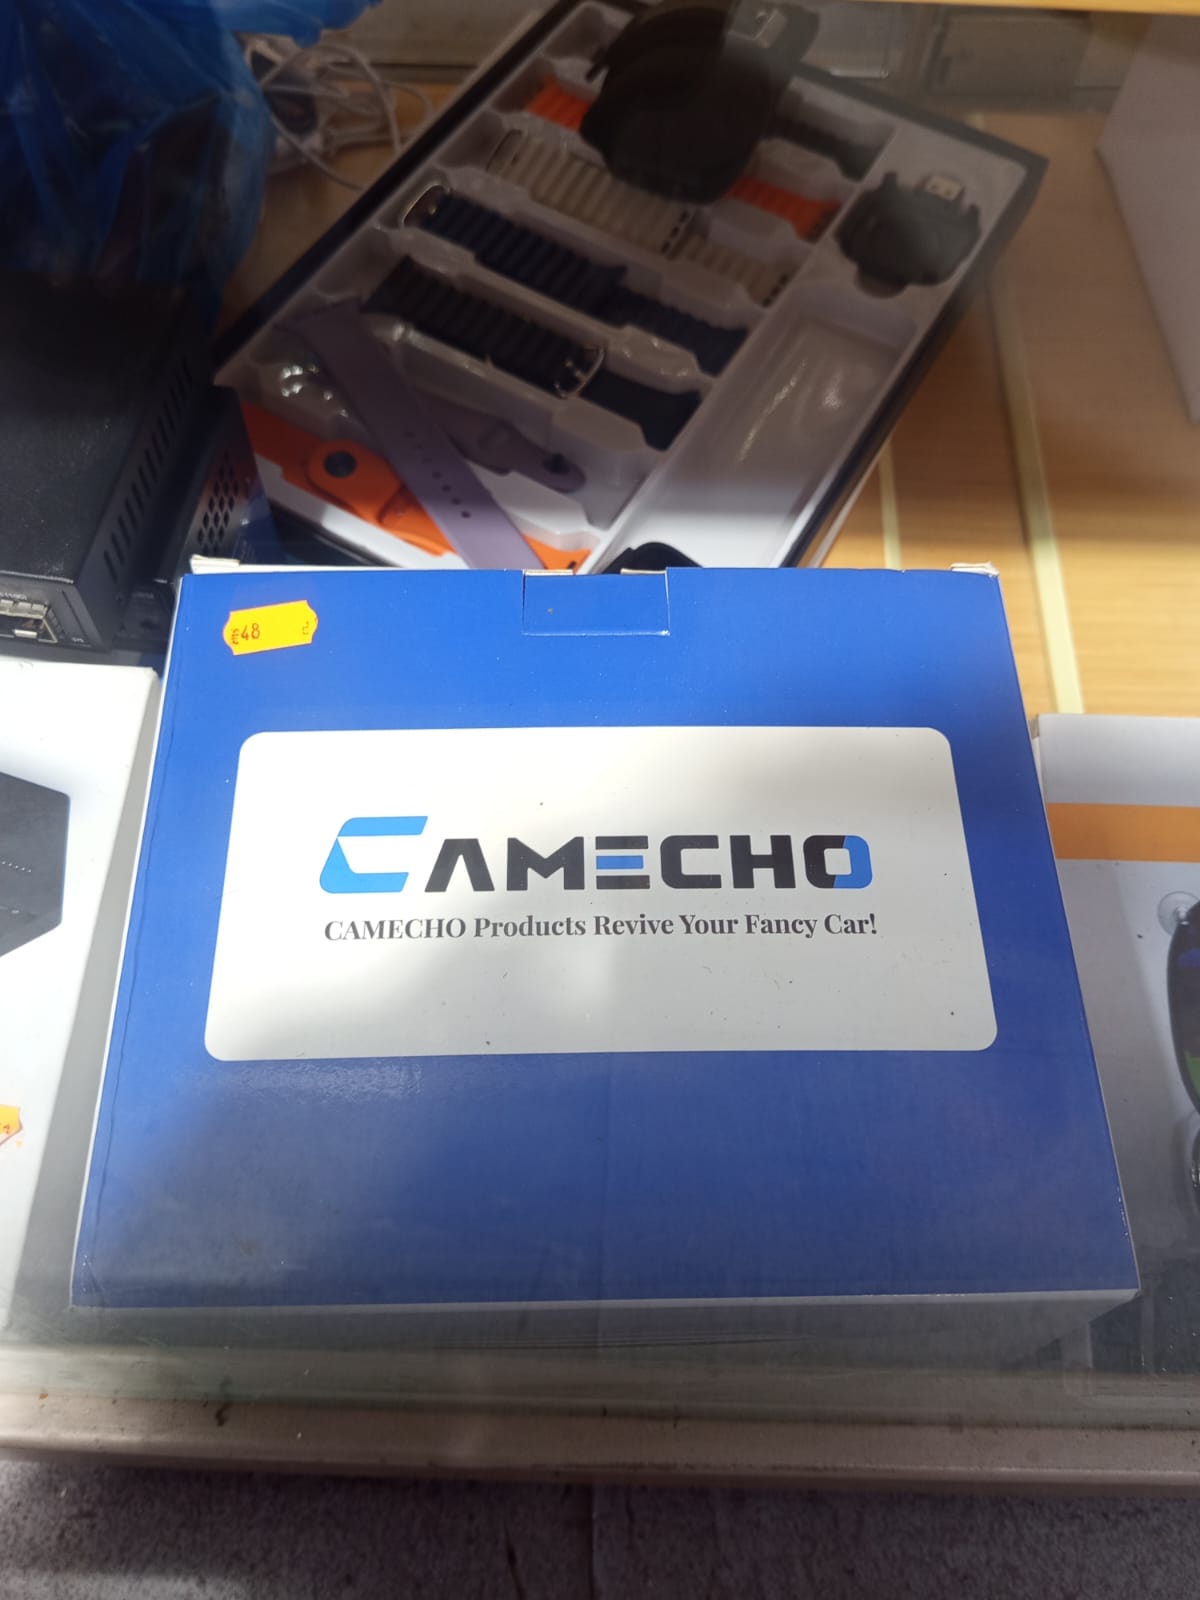 €48
CAMECHO
CAMECHO Products Revive Your Fancy Car!